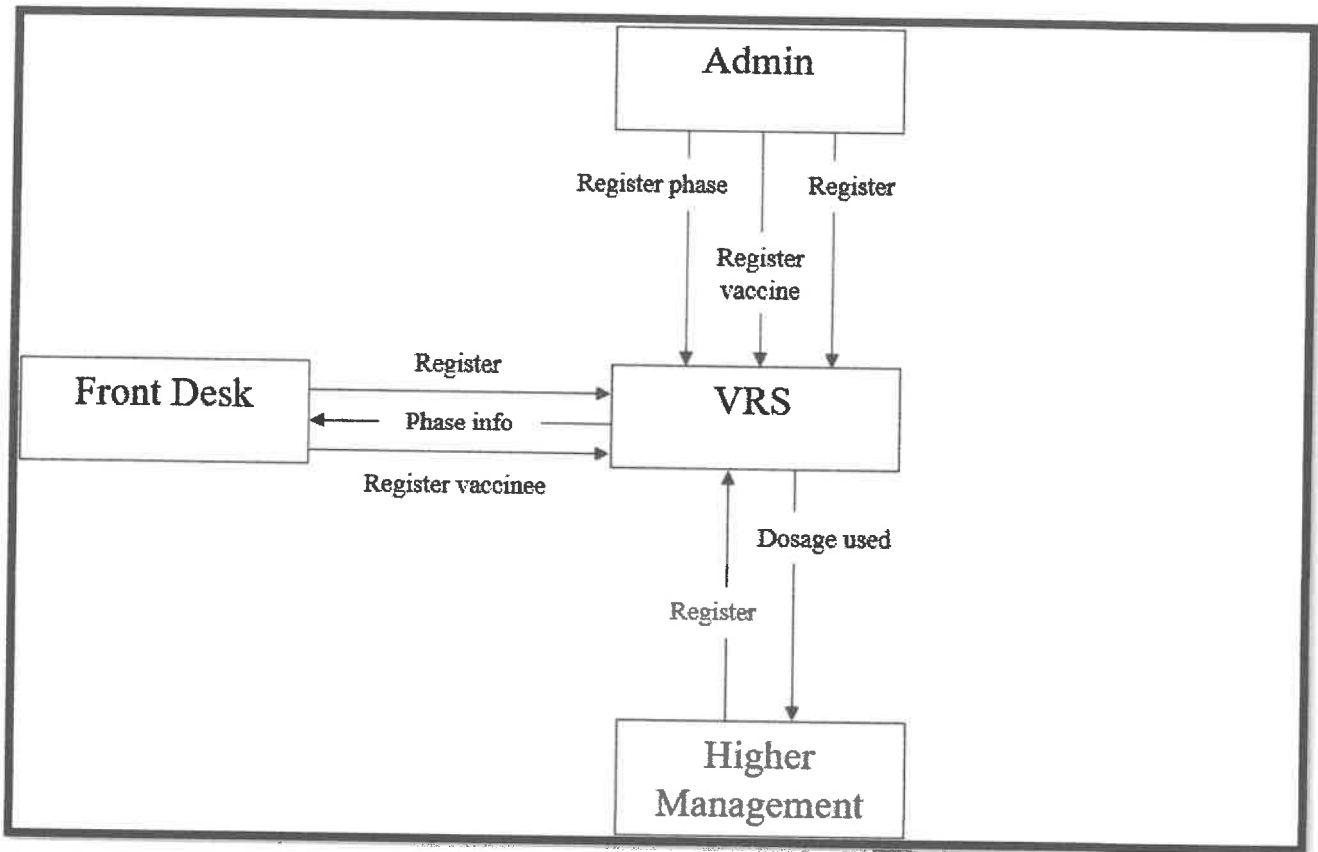 Admin
Register phase
Register
Register
vaccine
Register
Front Desk
Phase info
VRS
Register vaccinee
Dosage used
Register
Higher
Management